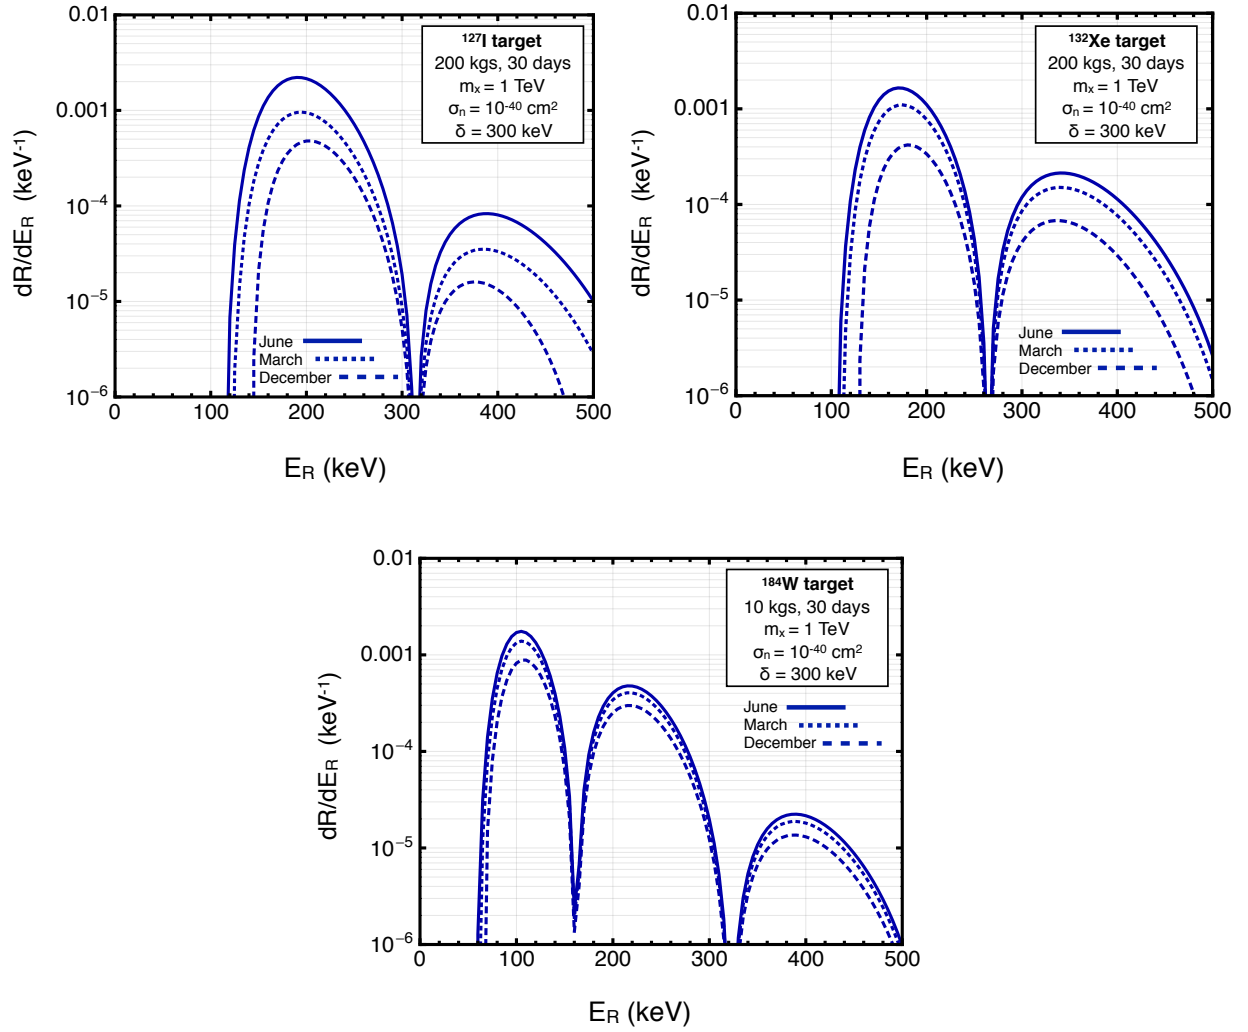 0.01
0.001
10⁻⁴
10⁻⁵
10⁻⁶
dR/dE_R (keV⁻¹)
¹²⁷I target
200 kgs, 30 days
mₓ = 1 TeV
σₙ = 10⁻⁴⁰ cm²
δ = 300 keV
June
March
December
0 100 200 300 400 500
E_R (keV)
0.01
0.001
10⁻⁴
10⁻⁵
10⁻⁶
dR/dE_R (keV⁻¹)
¹³²Xe target
200 kgs, 30 days
mₓ = 1 TeV
σₙ = 10⁻⁴⁰ cm²
δ = 300 keV
June
March
December
0 100 200 300 400 500
E_R (keV)
0.01
0.001
10⁻⁴
10⁻⁵
10⁻⁶
dR/dE_R (keV⁻¹)
¹⁸⁴W target
10 kgs, 30 days
mₓ = 1 TeV
σₙ = 10⁻⁴⁰ cm²
δ = 300 keV
June
March
December
0 100 200 300 400 500
E_R (keV)